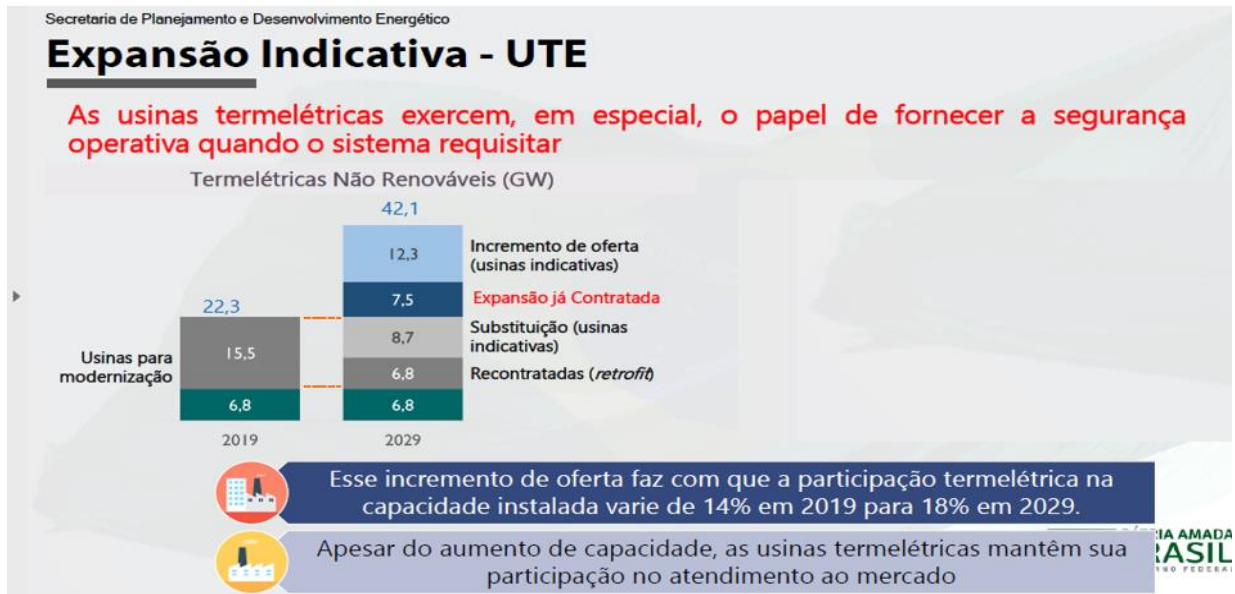 Secretaria de Planejamento e Desenvolvimento Energético
Expansão Indicativa - UTE
As usinas termelétricas exercem, em especial, o papel de fornecer a segurança
operativa quando o sistema requisitar
Termelétricas Não Renováveis (GW)
42,1
12,3
Incremento de oferta
(usinas indicativas)
7,5
Expansão já Contratada
22,3
8,7
Substituição (usinas
indicativas)
Usinas para
modernização
15,5
6,8
Recontratadas (retrofit)
6,8
6,8
2019
2029
Esse incremento de oferta faz com que a participação termelétrica na
capacidade instalada varie de 14% em 2019 para 18% em 2029.
Apesar do aumento de capacidade, as usinas termelétricas mantêm sua
participação no atendimento ao mercado
AMADA
RASIL
FEDERAL